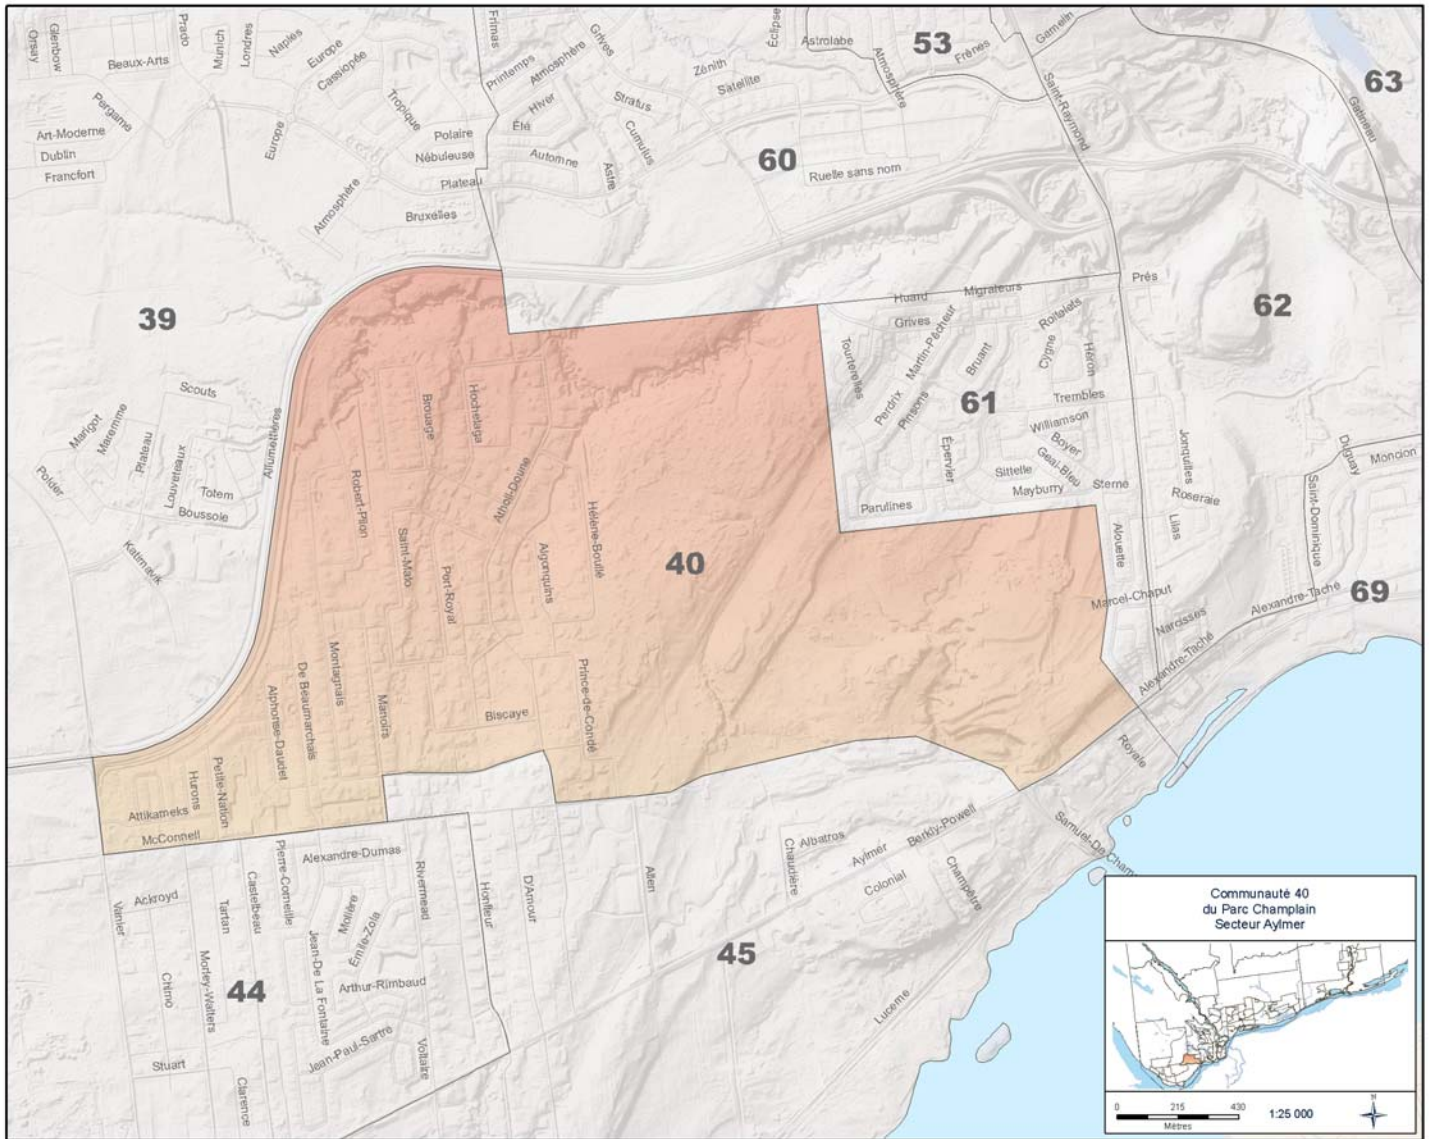 Orsay
Glenbow
Beaux-Arts
Prado
Munich
Londres
Naples
Europe
Cassiopée
Tropique
Frimas
Printemps
Atmosphère
Grives
Zénith
Satellite
Éclipse
Astrolabe
Atmosphère
53
Frênes
Gamelin
Saint-Raymond
63
Gatineau
Pergame
Art-Moderne
Dublin
Francfort
Europe
Polaire
Nébuleuse
Plateau
Atmosphère
Bruxelles
Hiver
Été
Automne
Stratus
Cumulus
Astre
60
Ruelle sans nom
39
Huard
Migrateurs
Prés
Grives
Martin-Pêcheur
Roitelets
62
Tourterelles
Bruant
Cygne
Héron
Perdrix
Pinsons
61
Trembles
Williamson
Boyer
Geai-Bleu
Épervier
Sittelle
Mayburry
Sterne
Parulines
Jonquilles
Roseraie
Lilas
Duguay
Moncion
Saint-Dominique
Scouts
Marigot
Maremme
Plateau
Louveteaux
Totem
Boussole
Polder
Katimavik
Allumettières
Brouage
Hochelaga
Robert-Pilon
Atholl-Doune
Saint-Malo
Port-Royal
Algonquins
Hélène-Boullé
40
Alouette
Marcel-Chaput
Narcisses
Alexandre-Taché
Alexandre-Taché
69
Montagnais
De Beaumarchais
Alphonse-Daudet
Manoirs
Biscaye
Prince-de-Condé
Royale
Hurons
Petite-Nation
Attikameks
McConnell
Alexandre-Dumas
Pierre-Corneille
Ackroyd
Vanier
Tartan
Castelbeau
Molière
Émile-Zola
Rivermead
Honfleur
D'Amour
Allen
Chaudière
Albatros
Aylmer
Berkly-Powell
Colonial
Champêtre
Samuel-De Cham
Chimo
Morley-Walters
44
Jean-De La Fontaine
Arthur-Rimbaud
Jean-Paul-Sartre
Voltaire
45
Lucerne
Stuart
Clarence
Communauté 40
du Parc Champlain
Secteur Aylmer
0 215 430
Mètres
1:25 000
N